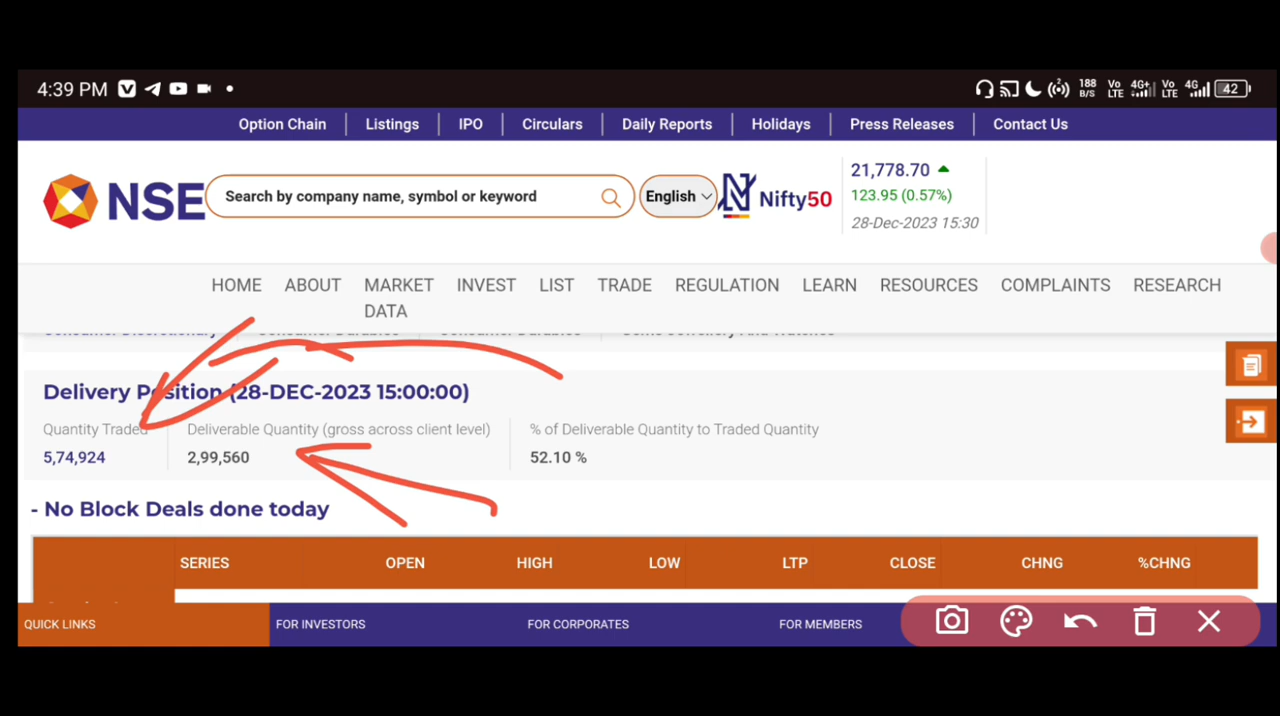 4:39 PM
188 B/S Vo LTE 4G+ Vo LTE 4G 42
Option Chain Listings IPO Circulars Daily Reports Holidays Press Releases Contact Us
NSE Search by company name, symbol or keyword English Nifty50 21,778.70
123.95 (0.57%)
28-Dec-2023 15:30
HOME ABOUT MARKET DATA INVEST LIST TRADE REGULATION LEARN RESOURCES COMPLAINTS RESEARCH
Delivery Position (28-DEC-2023 15:00:00)
Quantity Traded Deliverable Quantity (gross across client level) % of Deliverable Quantity to Traded Quantity
5,74,924 2,99,560 52.10 %
- No Block Deals done today
SERIES OPEN HIGH LOW LTP CLOSE CHNG %CHNG
QUICK LINKS FOR INVESTORS FOR CORPORATES FOR MEMBERS